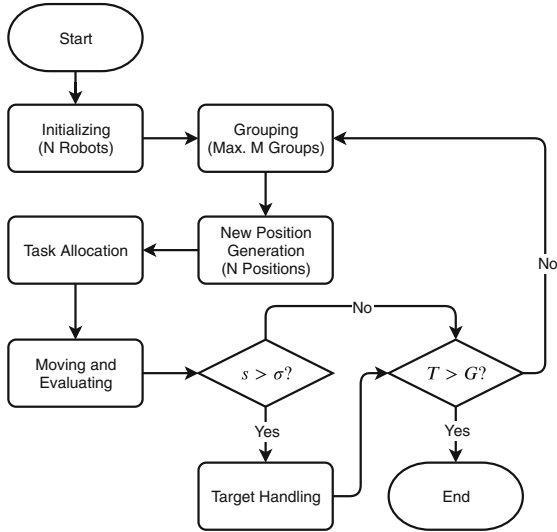 Start
Initializing
(N Robots)
Grouping
(Max. M Groups)
New Position
Generation
(N Positions)
Task Allocation
Moving and
Evaluating
s > σ?
No
Yes
Target Handling
T > G?
No
Yes
End